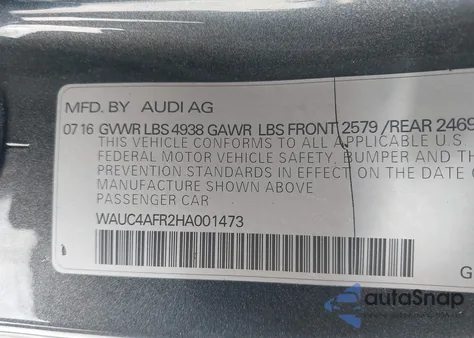 MFD. BY AUDI AG
07 16 GVWR LBS 4938 GAWR LBS FRONT 2579 /REAR 2469
THIS VEHICLE CONFORMS TO ALL APPLICABLE U.S.
FEDERAL MOTOR VEHICLE SAFETY, BUMPER AND TH
PREVENTION STANDARDS IN EFFECT ON THE DATE O
MANUFACTURE SHOWN ABOVE
PASSENGER CAR
WAUC4AFR2HA001473
G
autoSnap